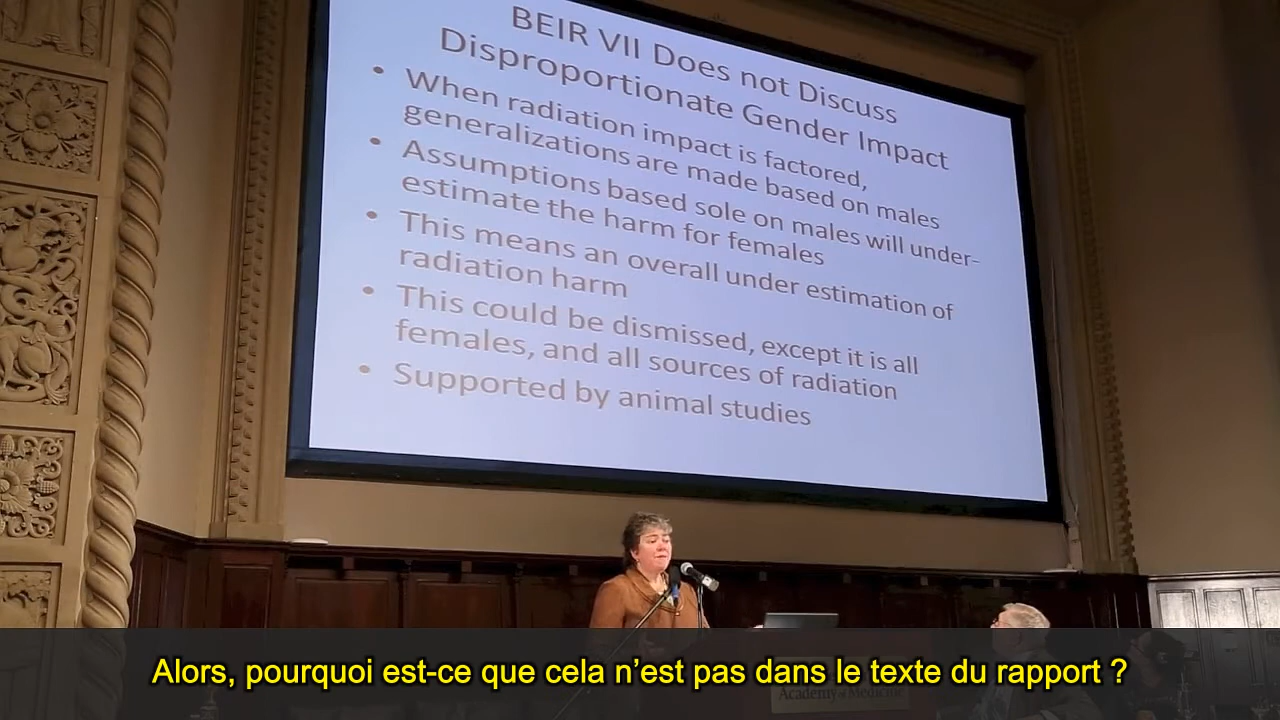 BEIR VII Does not Discuss
Disproportionate Gender Impact
• When radiation impact is factored,
generalizations are made based on males
• Assumptions based sole on males will under-
estimate the harm for females
• This means an overall under estimation of
radiation harm
• This could be dismissed, except it is all
females, and all sources of radiation
• Supported by animal studies
Alors, pourquoi est-ce que cela n’est pas dans le texte du rapport ?
Academy of Medicine